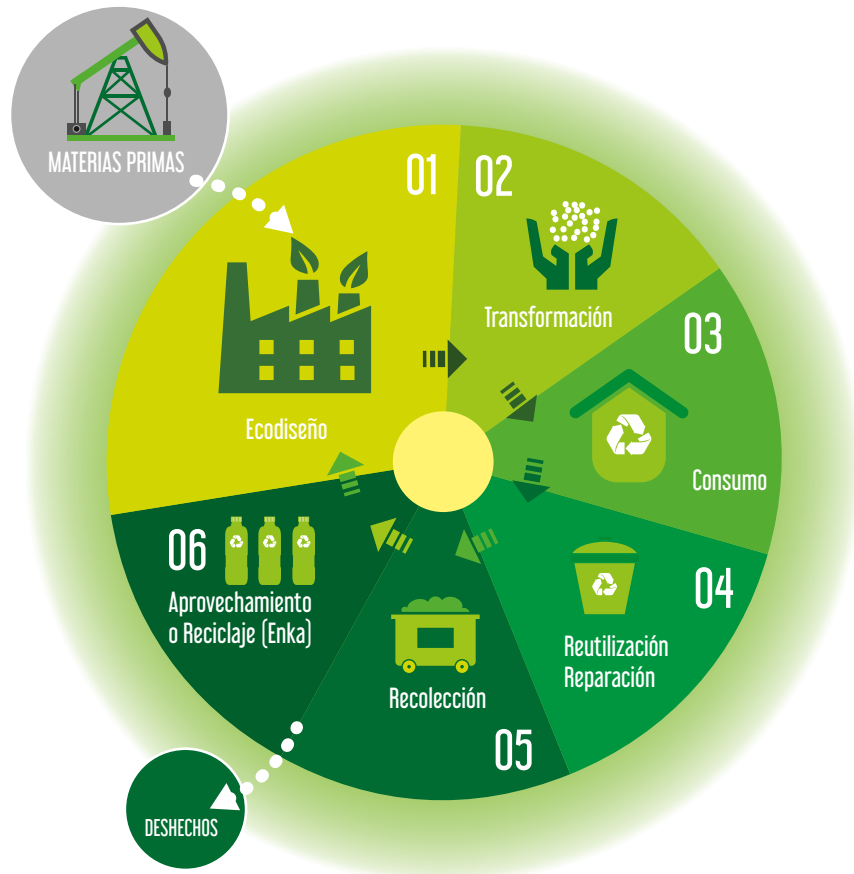 MATERIAS PRIMAS
01
Ecodiseño
02
Transformación
03
Consumo
04
Reutilización
Reparación
05
Recolección
06
Aprovechamiento
o Reciclaje (Enka)
DESHECHOS